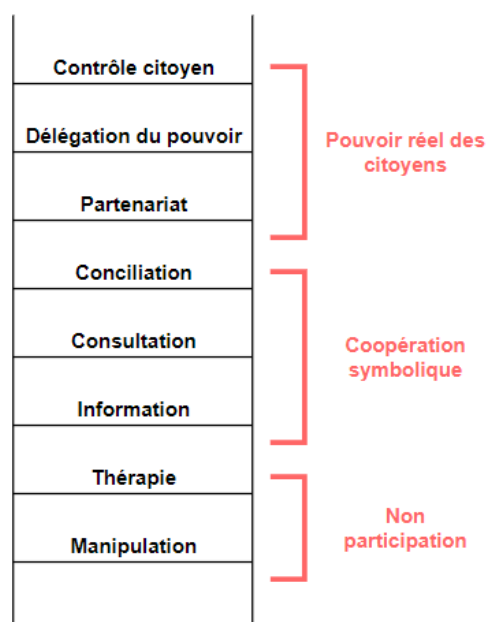 Contrôle citoyen
Délégation du pouvoir
Partenariat
Pouvoir réel des
citoyens
Conciliation
Consultation
Information
Coopération
symbolique
Thérapie
Manipulation
Non
participation